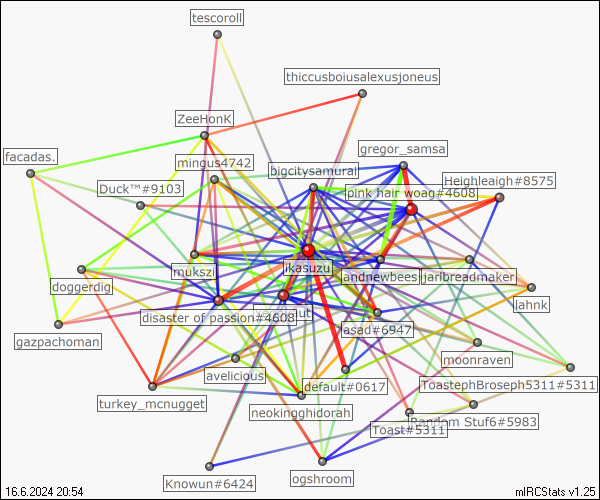 tescoroll
thiccusboiusalexusjoneus
ZeeHonK
gregor_samsa
facadas.
mingus4742
bigcitysamurai
Heighleaigh#8575
Duck™#9103
pink hair woag#4608
mukszi
ikasuzu
andnewbees
jarlbreadmaker
doggerdig
lahnk
disaster of passion#4608
ut
lasad#6947
gazpachoman
moonraven
avelicious
default#0617
ToastephBroseph5311#5311
turkey_mcnugget
neokingghidorah
Random Stuf6#5983
Toast#5311
Knowun#6424
ogshroom
16.6.2024 20:54
mIRCStats v1.25